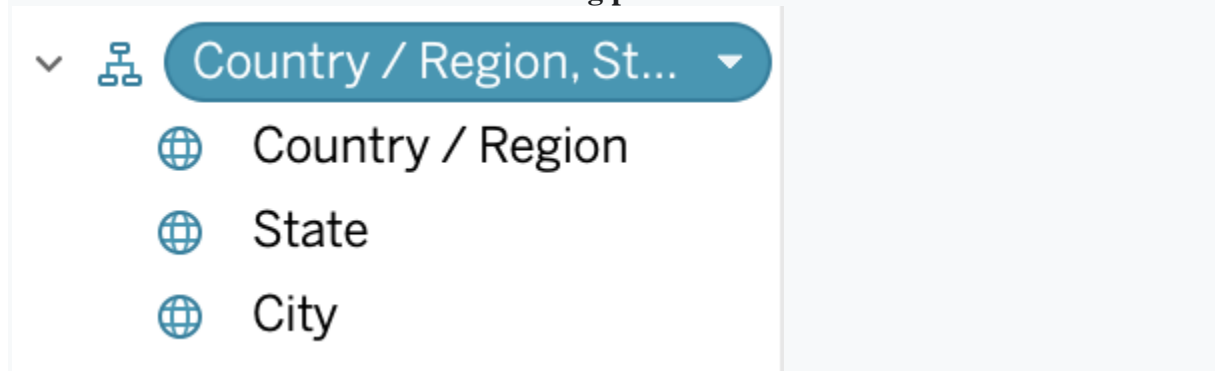 Country / Region, St...
Country / Region
State
City